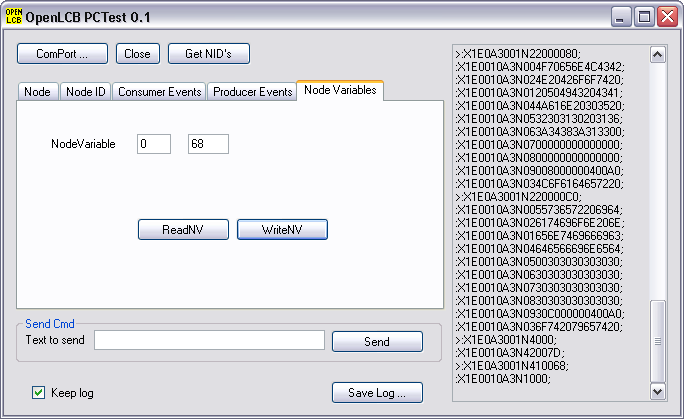 OPEN
LCB
OpenLCB PCTest 0.1
ComPort ...
Close
Get NID's
Node
Node ID
Consumer Events
Producer Events
Node Variables
NodeVariable
0
68
ReadNV
WriteNV
Send Cmd
Text to send
Send
Keep log
Save Log ...
>:X1E0A3001N22000080;
:X1E0010A3N004F70656E4C4342;
:X1E0010A3N024E20426F6F7420;
:X1E0010A3N0120504943204341;
:X1E0010A3N044A616E20303520;
:X1E0010A3N0532303130203136;
:X1E0010A3N063A34383A313300;
:X1E0010A3N0700000000000000;
:X1E0010A3N0800000000000000;
:X1E0010A3N09008000000400A0;
:X1E0010A3N034C6F6164657220;
>:X1E0A3001N220000C0;
:X1E0010A3N0055736572206964;
:X1E0010A3N026174696F6E206E;
:X1E0010A3N01656E7469666963;
:X1E0010A3N04646566696E6564;
:X1E0010A3N0500303030303030;
:X1E0010A3N0630303030303030;
:X1E0010A3N0730303030303030;
:X1E0010A3N0830303030303030;
:X1E0010A3N0930C000000400A0;
:X1E0010A3N036F742079657420;
>:X1E0A3001N4000;
:X1E0010A3N42007D;
>:X1E0A3001N410068;
:X1E0010A3N1000;